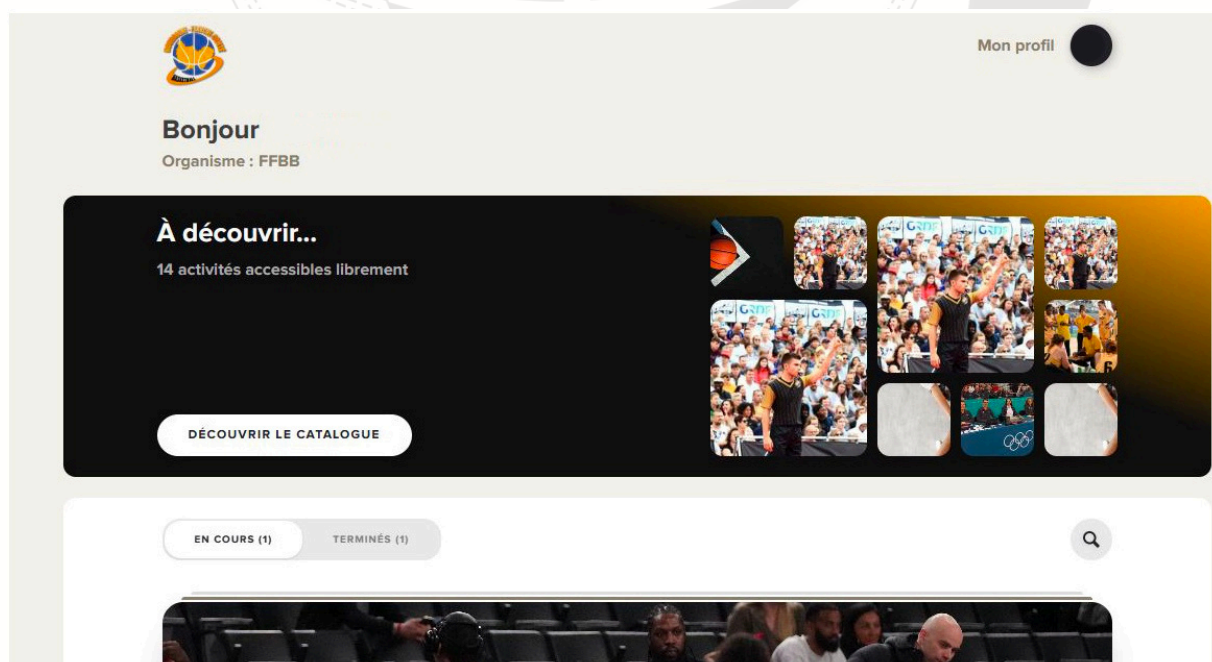 Mon profil
Bonjour
Organisme : FFBB
À découvrir...
14 activités accessibles librement
DÉCOUVRIR LE CATALOGUE
EN COURS (1)
TERMINÉS (1)